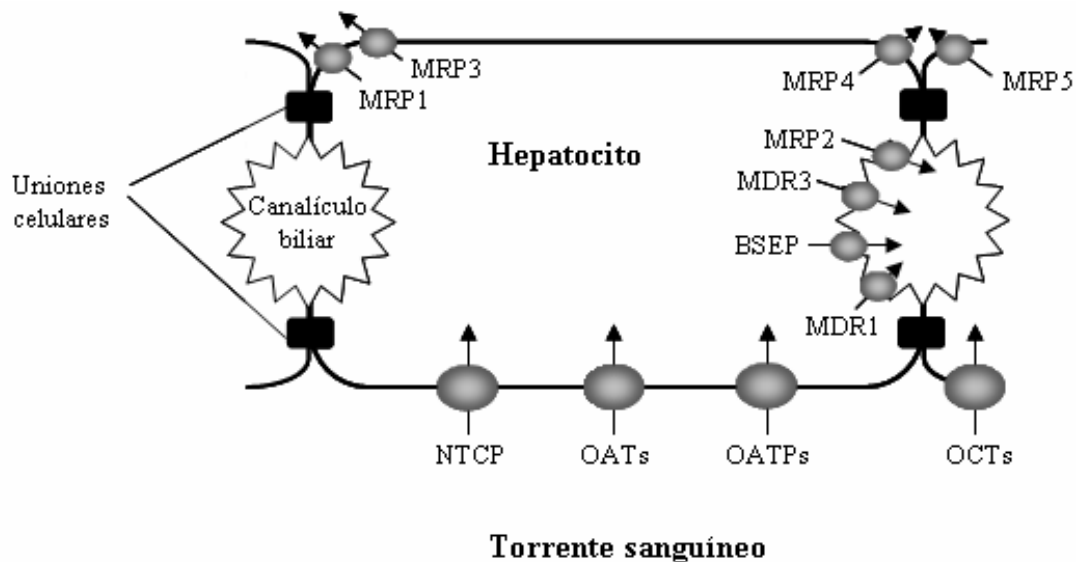 MRP3
MRP1
MRP4
MRP5
MRP2
Hepatocito
MDR3
Uniones
celulares
Canalículo
biliar
BSEP
MDR1
NTCP
OATs
OATPs
OCTs
Torrente sanguíneo